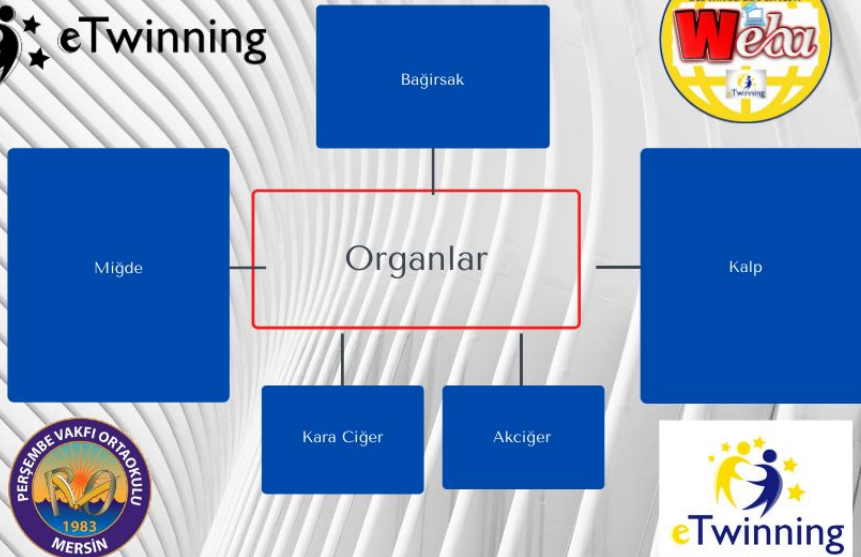 eTwinning
Weba
eTwinning
Bağirsak
Miğde
Organlar
Kalp
Kara Ciğer
Akciğer
PERŞEMBE VAKFI ORTAOKULU
1983
MERSİN
eTwinning